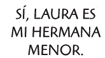 SÍ, LAURA ES
MI HERMANA
MENOR.